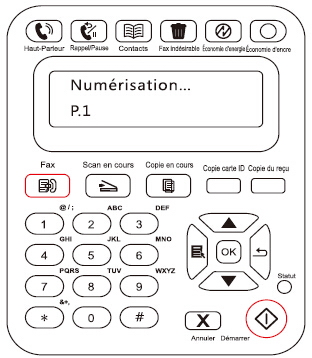 Haut-Parleur Rappel/Pause Contacts Fax indésirable Économie d'energie Économie d'encre
Numérisation...
P.1
Fax Scan en cours Copie en cours Copie carte ID Copie du reçu
@ / ; ABC DEF
1 2 3
GHI JKL MNO
4 5 6
OK
PQRS TUV WXYZ
7 8 9
Statut
&+,
* 0 #
X
Annuler Démarrer